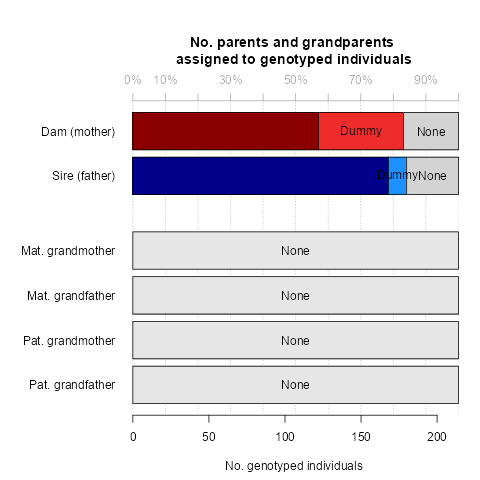 No. parents and grandparents
assigned to genotyped individuals
0% 10% 30% 50% 70% 90%
Dam (mother) Dummy None
Sire (father) Dummy None
Mat. grandmother None
Mat. grandfather None
Pat. grandmother None
Pat. grandfather None
0 50 100 150 200
No. genotyped individuals